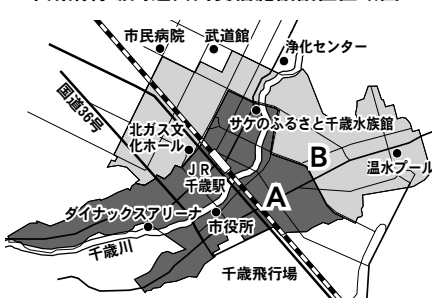 市民病院
武道館
浄化センター
国道36号
サケのふるさと千歳水族館
北ガス文
化ホール
B
温水プール
JR
千歳駅
A
ダイナックスアリーナ
市役所
千歳川
千歳飛行場